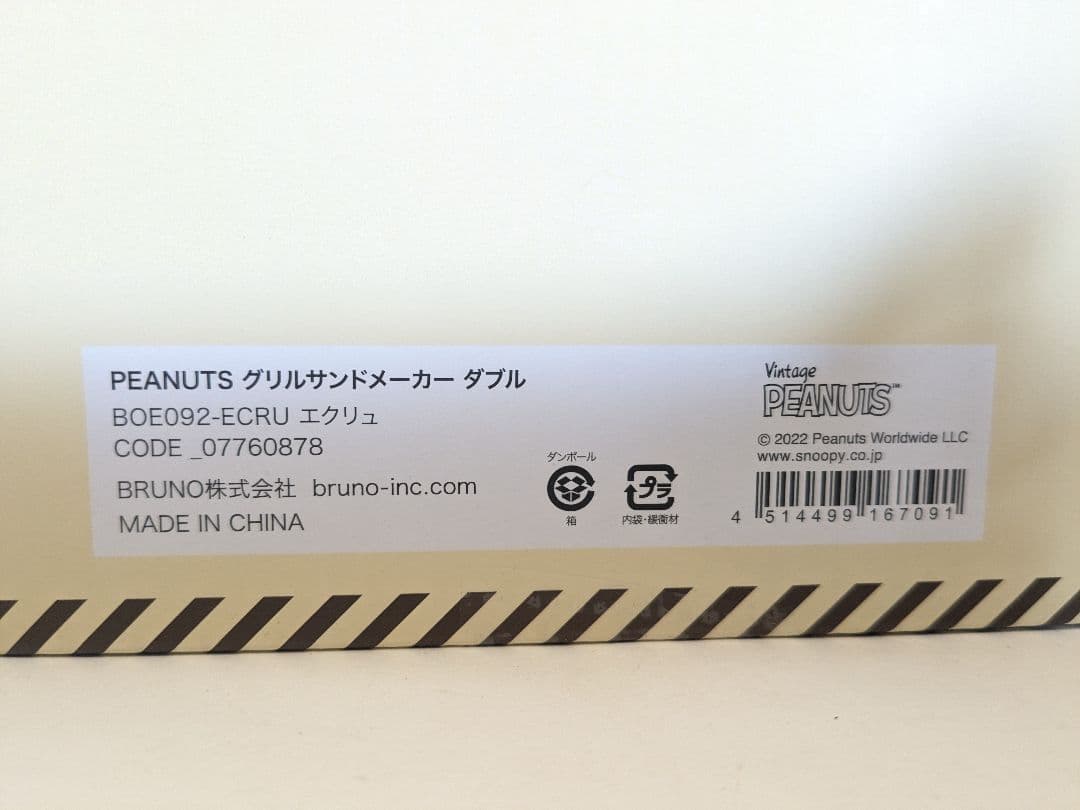 PEANUTS グリルサンドメーカー ダブル
BOE092-ECRU エクリュ
CODE _07760878
BRUNO株式会社 bruno-inc.com
MADE IN CHINA
ダンボール
箱
プラ
内袋・緩衝材
Vintage
PEANUTS™
© 2022 Peanuts Worldwide LLC
www.snoopy.co.jp
4 514499 167091